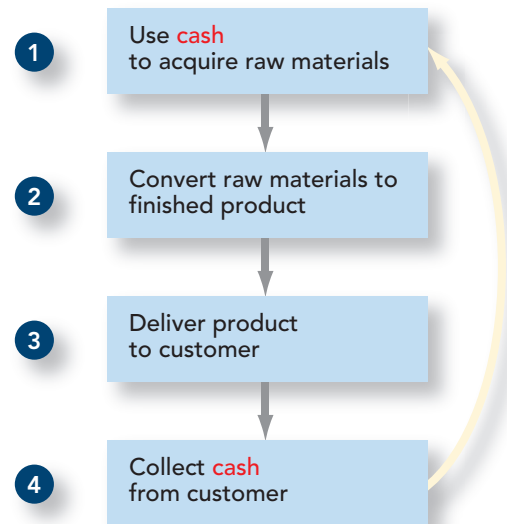 1
Use cash
to acquire raw materials
2
Convert raw materials to
finished product
3
Deliver product
to customer
4
Collect cash
from customer